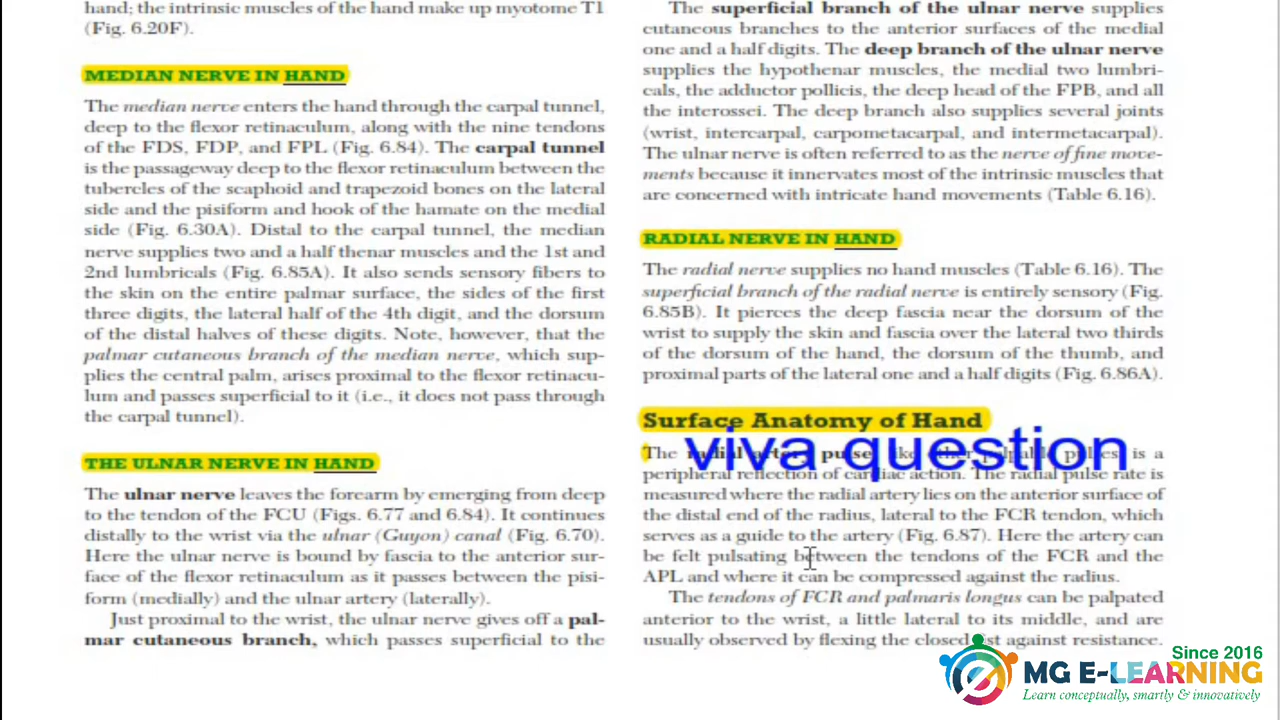 hand; the intrinsic muscles of the hand make up myotome T1
(Fig. 6.20F).
MEDIAN NERVE IN HAND
The median nerve enters the hand through the carpal tunnel,
deep to the flexor retinaculum, along with the nine tendons
of the FDS, FDP, and FPL (Fig. 6.84). The carpal tunnel
is the passageway deep to the flexor retinaculum between the
tubercles of the scaphoid and trapezoid bones on the lateral
side and the pisiform and hook of the hamate on the medial
side (Fig. 6.30A). Distal to the carpal tunnel, the median
nerve supplies two and a half thenar muscles and the 1st and
2nd lumbricals (Fig. 6.85A). It also sends sensory fibers to
the skin on the entire palmar surface, the sides of the first
three digits, the lateral half of the 4th digit, and the dorsum
of the distal halves of these digits. Note, however, that the
palmar cutaneous branch of the median nerve, which sup-
plies the central palm, arises proximal to the flexor retinacu-
lum and passes superficial to it (i.e., it does not pass through
the carpal tunnel).
THE ULNAR NERVE IN HAND
The ulnar nerve leaves the forearm by emerging from deep
to the tendon of the FCU (Figs. 6.77 and 6.84). It continues
distally to the wrist via the ulnar (Guyon) canal (Fig. 6.70).
Here the ulnar nerve is bound by fascia to the anterior sur-
face of the flexor retinaculum as it passes between the pisi-
form (medially) and the ulnar artery (laterally).
Just proximal to the wrist, the ulnar nerve gives off a pal-
mar cutaneous branch, which passes superficial to the
The superficial branch of the ulnar nerve supplies
cutaneous branches to the anterior surfaces of the medial
one and a half digits. The deep branch of the ulnar nerve
supplies the hypothenar muscles, the medial two lumbri-
cals, the adductor pollicis, the deep head of the FPB, and all
the interossei. The deep branch also supplies several joints
(wrist, intercarpal, carpometacarpal, and intermetacarpal).
The ulnar nerve is often referred to as the nerve of fine move-
ments because it innervates most of the intrinsic muscles that
are concerned with intricate hand movements (Table 6.16).
RADIAL NERVE IN HAND
The radial nerve supplies no hand muscles (Table 6.16). The
superficial branch of the radial nerve is entirely sensory (Fig.
6.85B). It pierces the deep fascia near the dorsum of the
wrist to supply the skin and fascia over the lateral two thirds
of the dorsum of the hand, the dorsum of the thumb, and
proximal parts of the lateral one and a half digits (Fig. 6.86A).
Surface Anatomy of Hand
viva question
The radial artery pulse, like other palpable pulses, is a
peripheral reflection of cardiac action. The radial pulse rate is
measured where the radial artery lies on the anterior surface of
the distal end of the radius, lateral to the FCR tendon, which
serves as a guide to the artery (Fig. 6.87). Here the artery can
be felt pulsating between the tendons of the FCR and the
APL and where it can be compressed against the radius.
The tendons of FCR and palmaris longus can be palpated
anterior to the wrist, a little lateral to its middle, and are
usually observed by flexing the closed fist against resistance.
Since 2016
MG E-LEARNING
Learn conceptually, smartly & innovatively